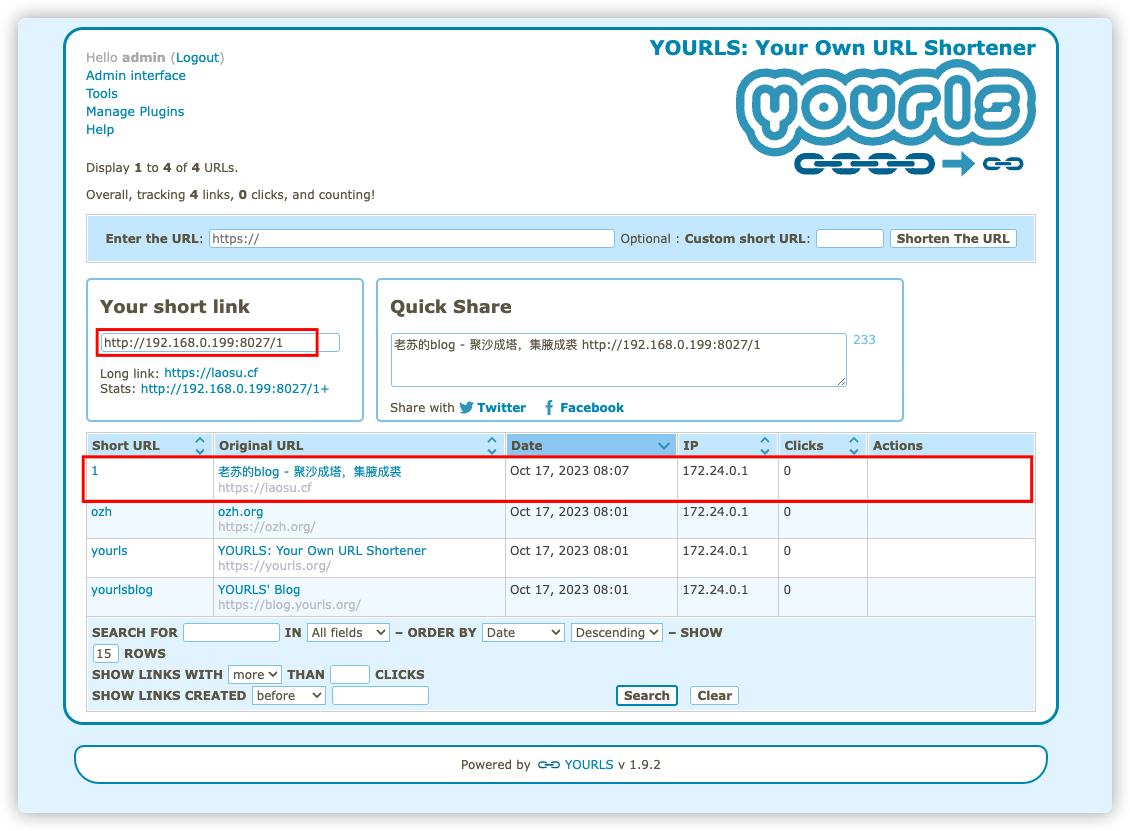 Hello admin (Logout)
Admin interface
Tools
Manage Plugins
Help
YOURLS: Your Own URL Shortener
yourls
Display 1 to 4 of 4 URLs.
Overall, tracking 4 links, 0 clicks, and counting!
Enter the URL: https:// Optional : Custom short URL: Shorten The URL
Your short link
http://192.168.0.199:8027/1
Long link: https://laosu.cf
Stats: http://192.168.0.199:8027/1+
Quick Share
老苏的blog - 聚沙成塔，集腋成裘 http://192.168.0.199:8027/1
233
Share with Twitter Facebook
Short URL Original URL Date IP Clicks Actions
1 老苏的blog - 聚沙成塔，集腋成裘 Oct 17, 2023 08:07 172.24.0.1 0
https://laosu.cf
ozh ozh.org Oct 17, 2023 08:01 172.24.0.1 0
https://ozh.org/
yourls YOURLS: Your Own URL Shortener Oct 17, 2023 08:01 172.24.0.1 0
https://yourls.org/
yourlsblog YOURLS' Blog Oct 17, 2023 08:01 172.24.0.1 0
https://blog.yourls.org/
SEARCH FOR IN All fields – ORDER BY Date Descending – SHOW
15 ROWS
SHOW LINKS WITH more THAN CLICKS
SHOW LINKS CREATED before Search Clear
Powered by YOURLS v 1.9.2